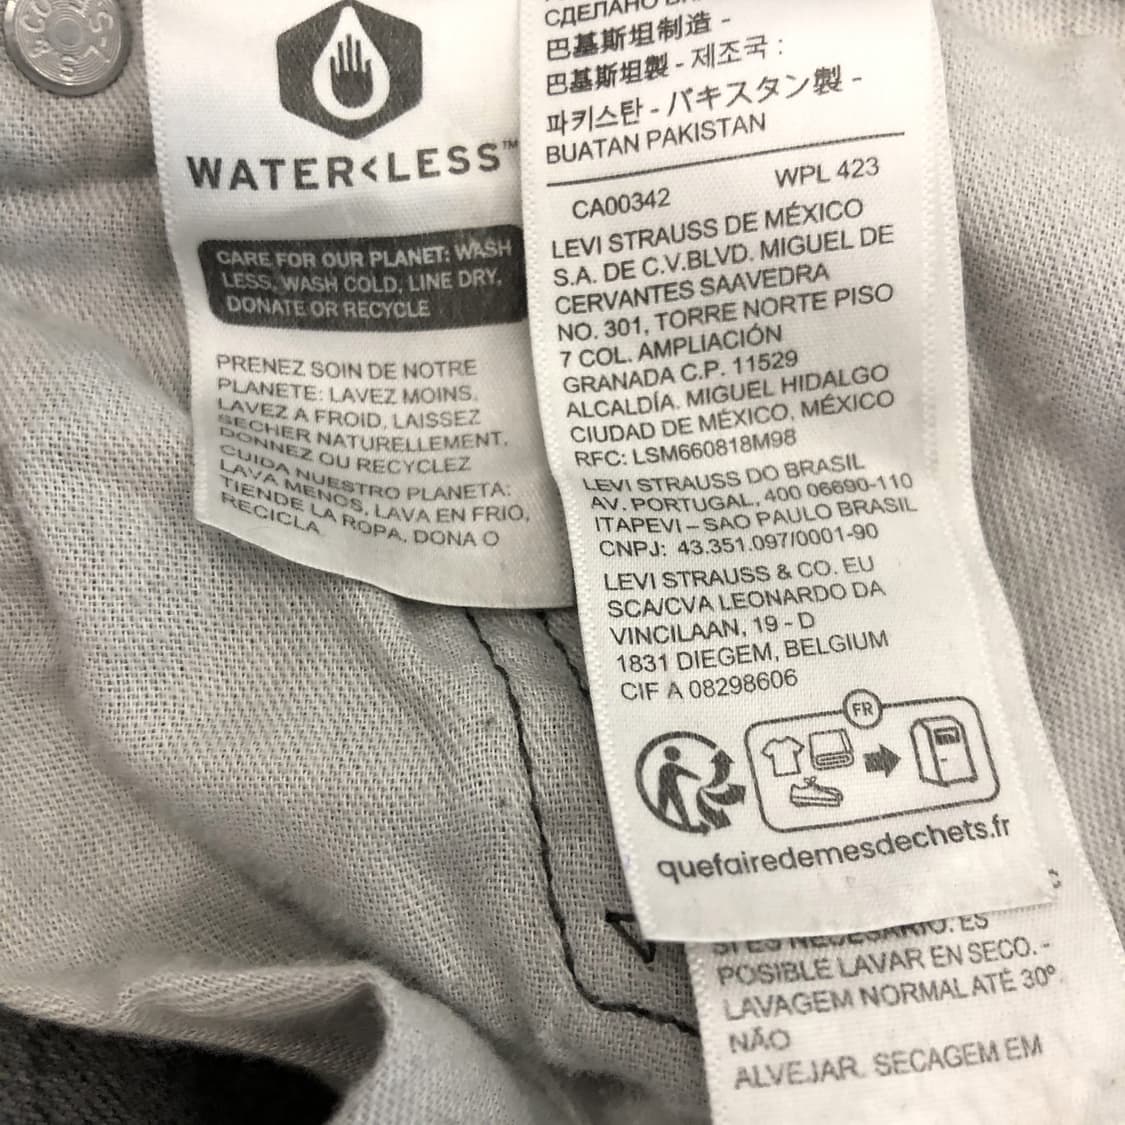 WATER<LESS™
CARE FOR OUR PLANET: WASH
LESS, WASH COLD, LINE DRY,
DONATE OR RECYCLE
PRENEZ SOIN DE NOTRE
PLANETE: LAVEZ MOINS,
LAVEZ A FROID, LAISSEZ
SECHER NATURELLEMENT,
DONNEZ OU RECYCLEZ
CUIDA NUESTRO PLANETA:
LAVA MENOS, LAVA EN FRIO,
TIENDE LA ROPA, DONA O
RECICLA
СДЕЛАНО В
巴基斯坦制造 -
巴基斯坦製 - 제조국 :
파키스탄 - パキスタン製 -
BUATAN PAKISTAN
CA00342 WPL 423
LEVI STRAUSS DE MÉXICO
S.A. DE C.V.BLVD. MIGUEL DE
CERVANTES SAAVEDRA
NO. 301, TORRE NORTE PISO
7 COL. AMPLIACIÓN
GRANADA C.P. 11529
ALCALDÍA. MIGUEL HIDALGO
CIUDAD DE MÉXICO, MÉXICO
RFC: LSM660818M98
LEVI STRAUSS DO BRASIL
AV. PORTUGAL, 400 06690-110
ITAPEVI – SAO PAULO BRASIL
CNPJ: 43.351.097/0001-90
LEVI STRAUSS & CO. EU
SCA/CVA LEONARDO DA
VINCILAAN, 19 - D
1831 DIEGEM, BELGIUM
CIF A 08298606
FR
quefairedemesdechets.fr
SI ES NECESARIO. ES
POSIBLE LAVAR EN SECO. -
LAVAGEM NORMAL ATÉ 30º
NÃO
ALVEJAR. SECAGEM EM